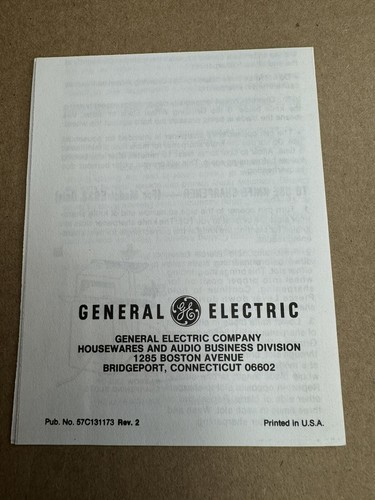 GENERAL GE ELECTRIC
GENERAL ELECTRIC COMPANY
HOUSEWARES AND AUDIO BUSINESS DIVISION
1285 BOSTON AVENUE
BRIDGEPORT, CONNECTICUT 06602
Pub. No. 57C131173 Rev. 2
Printed in U.S.A.